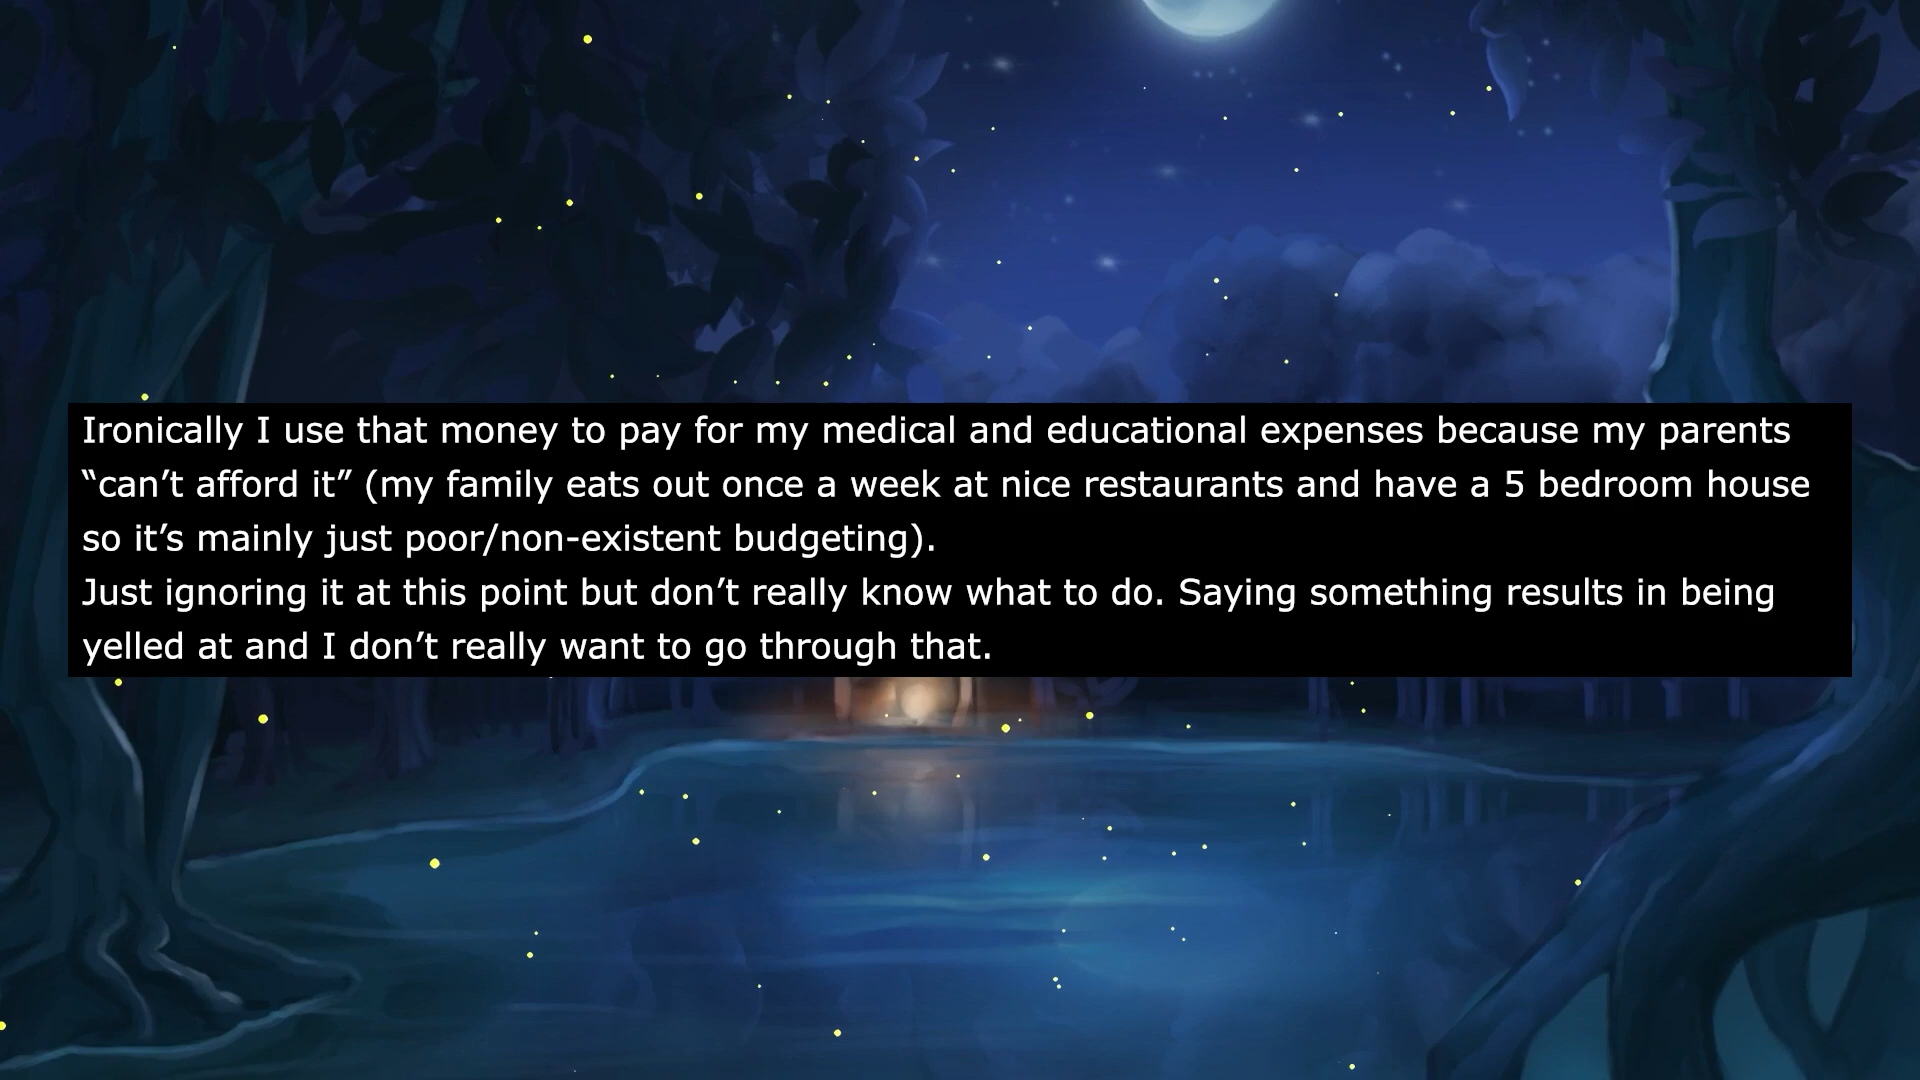 Ironically I use that money to pay for my medical and educational expenses because my parents
“can’t afford it” (my family eats out once a week at nice restaurants and have a 5 bedroom house
so it’s mainly just poor/non-existent budgeting).
Just ignoring it at this point but don’t really know what to do. Saying something results in being
yelled at and I don’t really want to go through that.